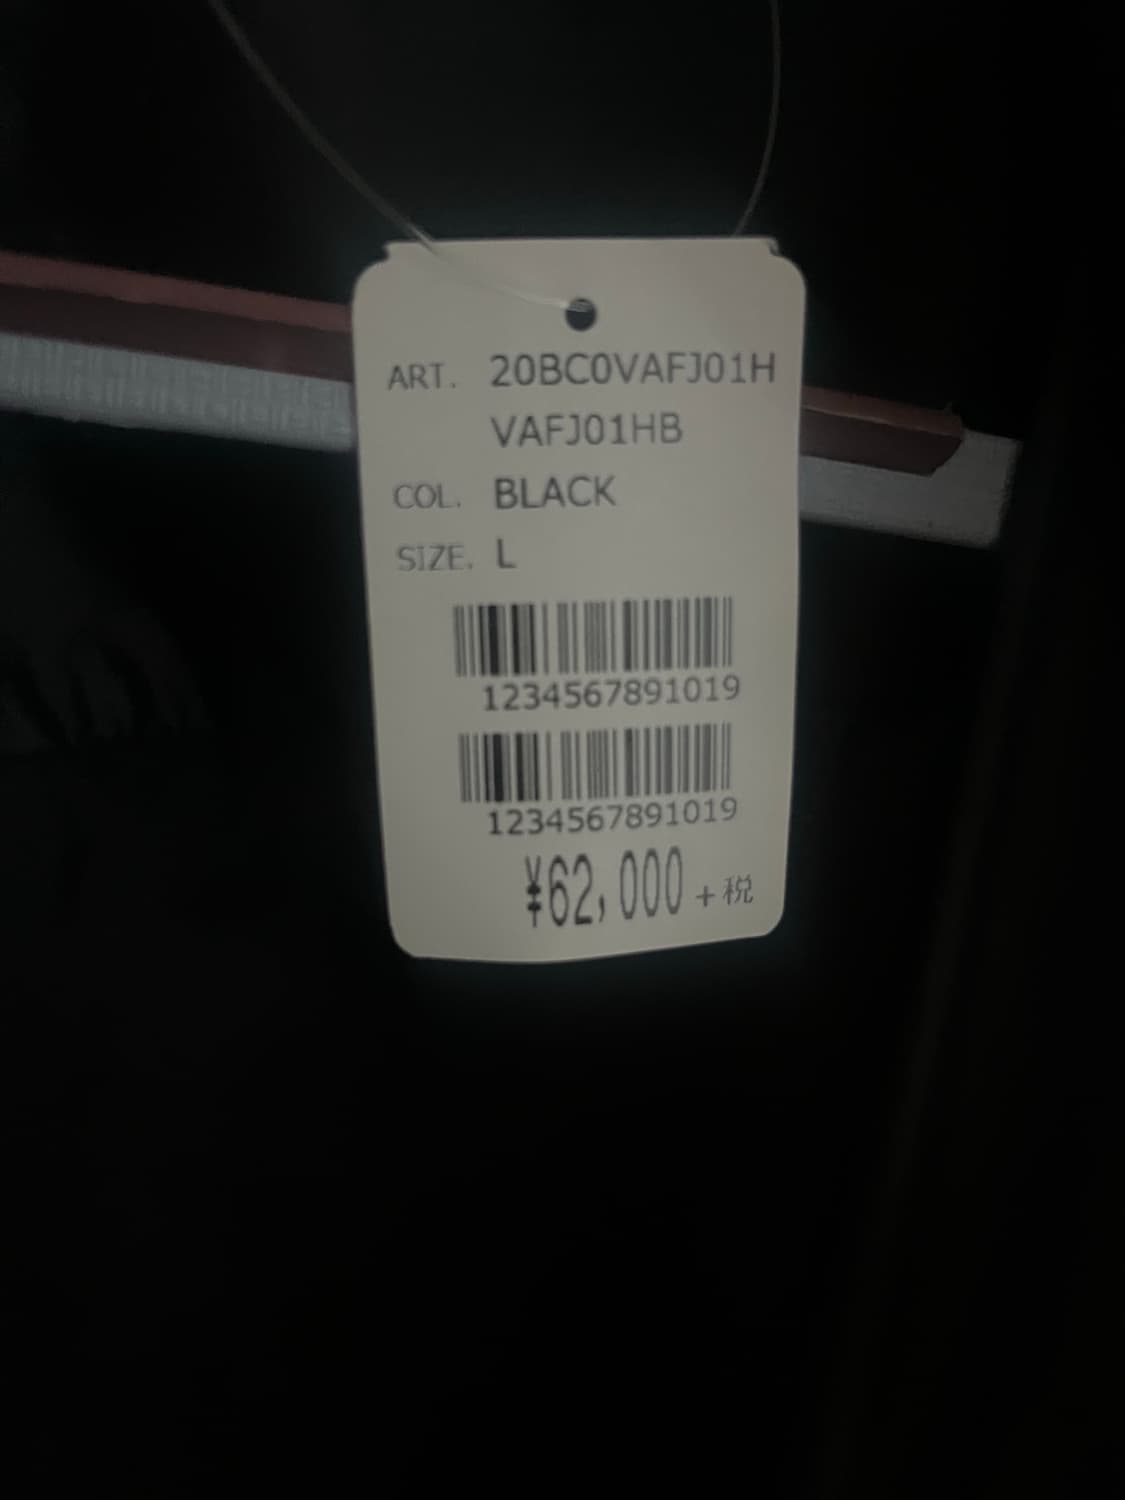 ART. 20BC0VAFJ01H
VAFJ01HB
COL. BLACK
SIZE. L
1234567891019
1234567891019
¥62,000+税